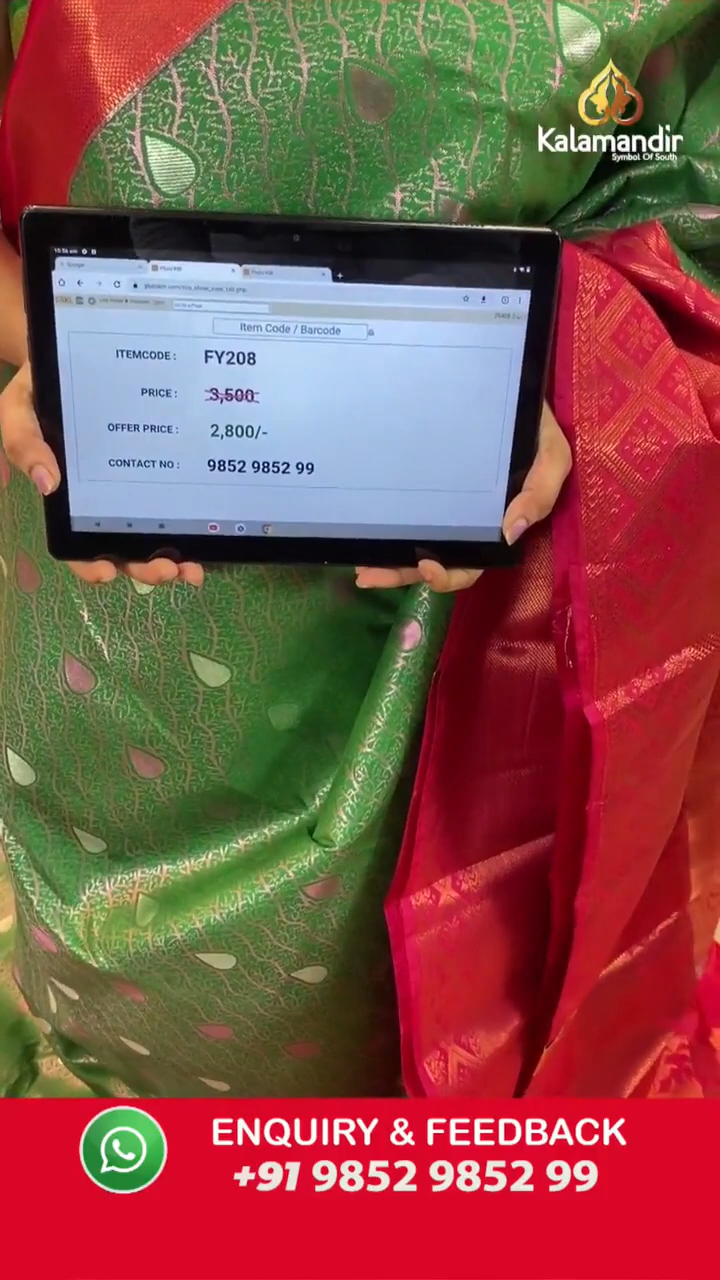 Kalamandir
Symbol Of South
Item Code / Barcode
ITEMCODE : FY208
PRICE : 3,500
OFFER PRICE : 2,800/-
CONTACT NO : 9852 9852 99
ENQUIRY & FEEDBACK
+91 9852 9852 99